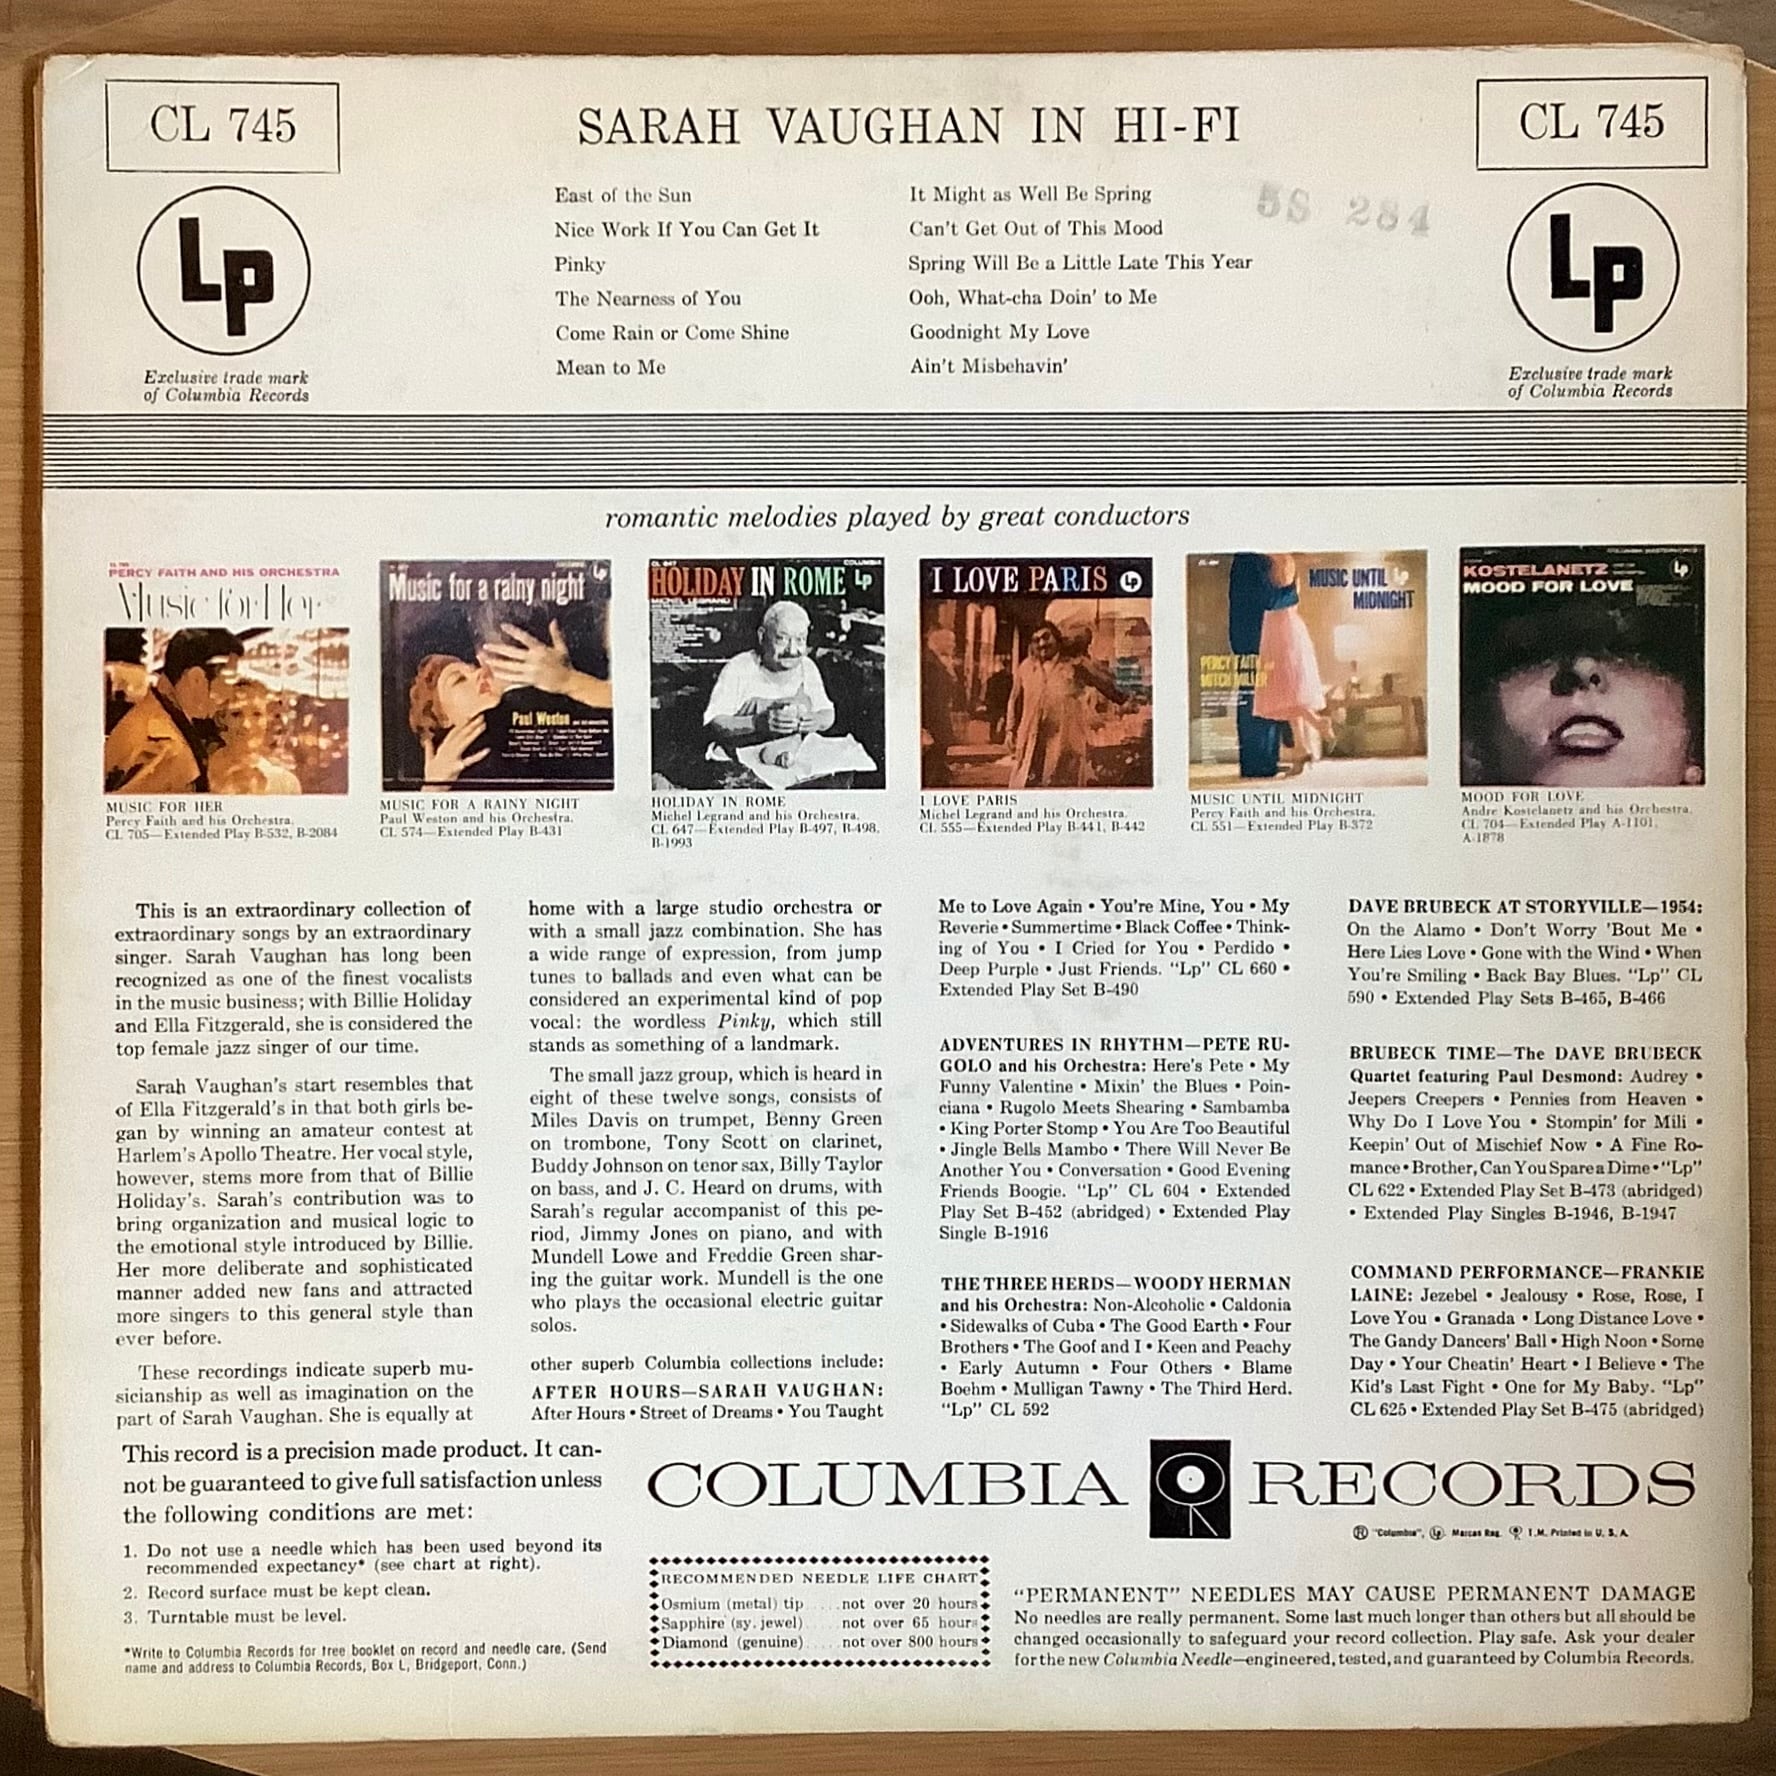 CL 745
SARAH VAUGHAN IN HI-FI
CL 745
Lp
Exclusive trade mark
of Columbia Records
East of the Sun
Nice Work If You Can Get It
Pinky
The Nearness of You
Come Rain or Come Shine
Mean to Me
It Might as Well Be Spring
Can't Get Out of This Mood
Spring Will Be a Little Late This Year
Ooh, What-cha Doin' to Me
Goodnight My Love
Ain't Misbehavin'
5S 284
Lp
Exclusive trade mark
of Columbia Records
romantic melodies played by great conductors
PERCY FAITH AND HIS ORCHESTRA
Music for Her
MUSIC FOR HER
Percy Faith and his Orchestra.
CL 705—Extended Play B-532, B-2084
Music for a rainy night
Lp
Paul Weston
MUSIC FOR A RAINY NIGHT
Paul Weston and his Orchestra.
CL 574—Extended Play B-431
CL 647
COLUMBIA
HOLIDAY IN ROME Lp
MICHEL LEGRAND
HOLIDAY IN ROME
Michel Legrand and his Orchestra.
CL 647—Extended Play B-497, B-498,
B-1993
I LOVE PARIS Lp
I LOVE PARIS
Michel Legrand and his Orchestra.
CL 555—Extended Play B-441, B-442
MUSIC UNTIL Lp
MIDNIGHT
PERCY FAITH and
MITCH MILLER
MUSIC UNTIL MIDNIGHT
Percy Faith and his Orchestra.
CL 551—Extended Play B-372
KOSTELANETZ
MOOD FOR LOVE
Lp
MOOD FOR LOVE
Andre Kostelanetz and his Orchestra.
CL 704—Extended Play A-1101,
A-1878
This is an extraordinary collection of
extraordinary songs by an extraordinary
singer. Sarah Vaughan has long been
recognized as one of the finest vocalists
in the music business; with Billie Holiday
and Ella Fitzgerald, she is considered the
top female jazz singer of our time.
Sarah Vaughan's start resembles that
of Ella Fitzgerald's in that both girls be-
gan by winning an amateur contest at
Harlem's Apollo Theatre. Her vocal style,
however, stems more from that of Billie
Holiday's. Sarah's contribution was to
bring organization and musical logic to
the emotional style introduced by Billie.
Her more deliberate and sophisticated
manner added new fans and attracted
more singers to this general style than
ever before.
These recordings indicate superb mu-
sicianship as well as imagination on the
part of Sarah Vaughan. She is equally at
home with a large studio orchestra or
with a small jazz combination. She has
a wide range of expression, from jump
tunes to ballads and even what can be
considered an experimental kind of pop
vocal: the wordless Pinky, which still
stands as something of a landmark.
The small jazz group, which is heard in
eight of these twelve songs, consists of
Miles Davis on trumpet, Benny Green
on trombone, Tony Scott on clarinet,
Buddy Johnson on tenor sax, Billy Taylor
on bass, and J. C. Heard on drums, with
Sarah's regular accompanist of this pe-
riod, Jimmy Jones on piano, and with
Mundell Lowe and Freddie Green shar-
ing the guitar work. Mundell is the one
who plays the occasional electric guitar
solos.
other superb Columbia collections include:
AFTER HOURS—SARAH VAUGHAN:
After Hours • Street of Dreams • You Taught
Me to Love Again • You're Mine, You • My
Reverie • Summertime • Black Coffee • Think-
ing of You • I Cried for You • Perdido •
Deep Purple • Just Friends. "Lp" CL 660 •
Extended Play Set B-490
ADVENTURES IN RHYTHM—PETE RU-
GOLO and his Orchestra: Here's Pete • My
Funny Valentine • Mixin' the Blues • Poin-
ciana • Rugolo Meets Shearing • Sambamba
• King Porter Stomp • You Are Too Beautiful
• Jingle Bells Mambo • There Will Never Be
Another You • Conversation • Good Evening
Friends Boogie. "Lp" CL 604 • Extended
Play Set B-452 (abridged) • Extended Play
Single B-1916
THE THREE HERDS—WOODY HERMAN
and his Orchestra: Non-Alcoholic • Caldonia
• Sidewalks of Cuba • The Good Earth • Four
Brothers • The Goof and I • Keen and Peachy
• Early Autumn • Four Others • Blame
Boehm • Mulligan Tawny • The Third Herd.
"Lp" CL 592
DAVE BRUBECK AT STORYVILLE—1954:
On the Alamo • Don't Worry 'Bout Me •
Here Lies Love • Gone with the Wind • When
You're Smiling • Back Bay Blues. "Lp" CL
590 • Extended Play Sets B-465, B-466
BRUBECK TIME—The DAVE BRUBECK
Quartet featuring Paul Desmond: Audrey •
Jeepers Creepers • Pennies from Heaven •
Why Do I Love You • Stompin' for Mili •
Keepin' Out of Mischief Now • A Fine Ro-
mance • Brother, Can You Spare a Dime • "Lp"
CL 622 • Extended Play Set B-473 (abridged)
• Extended Play Singles B-1946, B-1947
COMMAND PERFORMANCE—FRANKIE
LAINE: Jezebel • Jealousy • Rose, Rose, I
Love You • Granada • Long Distance Love •
The Gandy Dancers' Ball • High Noon • Some
Day • Your Cheatin' Heart • I Believe • The
Kid's Last Fight • One for My Baby. "Lp"
CL 625 • Extended Play Set B-475 (abridged)
This record is a precision made product. It can-
not be guaranteed to give full satisfaction unless
the following conditions are met:
1. Do not use a needle which has been used beyond its
recommended expectancy* (see chart at right).
2. Record surface must be kept clean.
3. Turntable must be level.
*Write to Columbia Records for free booklet on record and needle care. (Send
name and address to Columbia Records, Box L, Bridgeport, Conn.)
COLUMBIA RECORDS
® "Columbia", Lp, Marcas Reg. T.M. Printed in U. S. A.
RECOMMENDED NEEDLE LIFE CHART
Osmium (metal) tip .....not over 20 hours
Sapphire (sy. jewel).....not over 65 hours
Diamond (genuine) .....not over 800 hours
"PERMANENT" NEEDLES MAY CAUSE PERMANENT DAMAGE
No needles are really permanent. Some last much longer than others but all should be
changed occasionally to safeguard your record collection. Play safe. Ask your dealer
for the new Columbia Needle—engineered, tested, and guaranteed by Columbia Records.